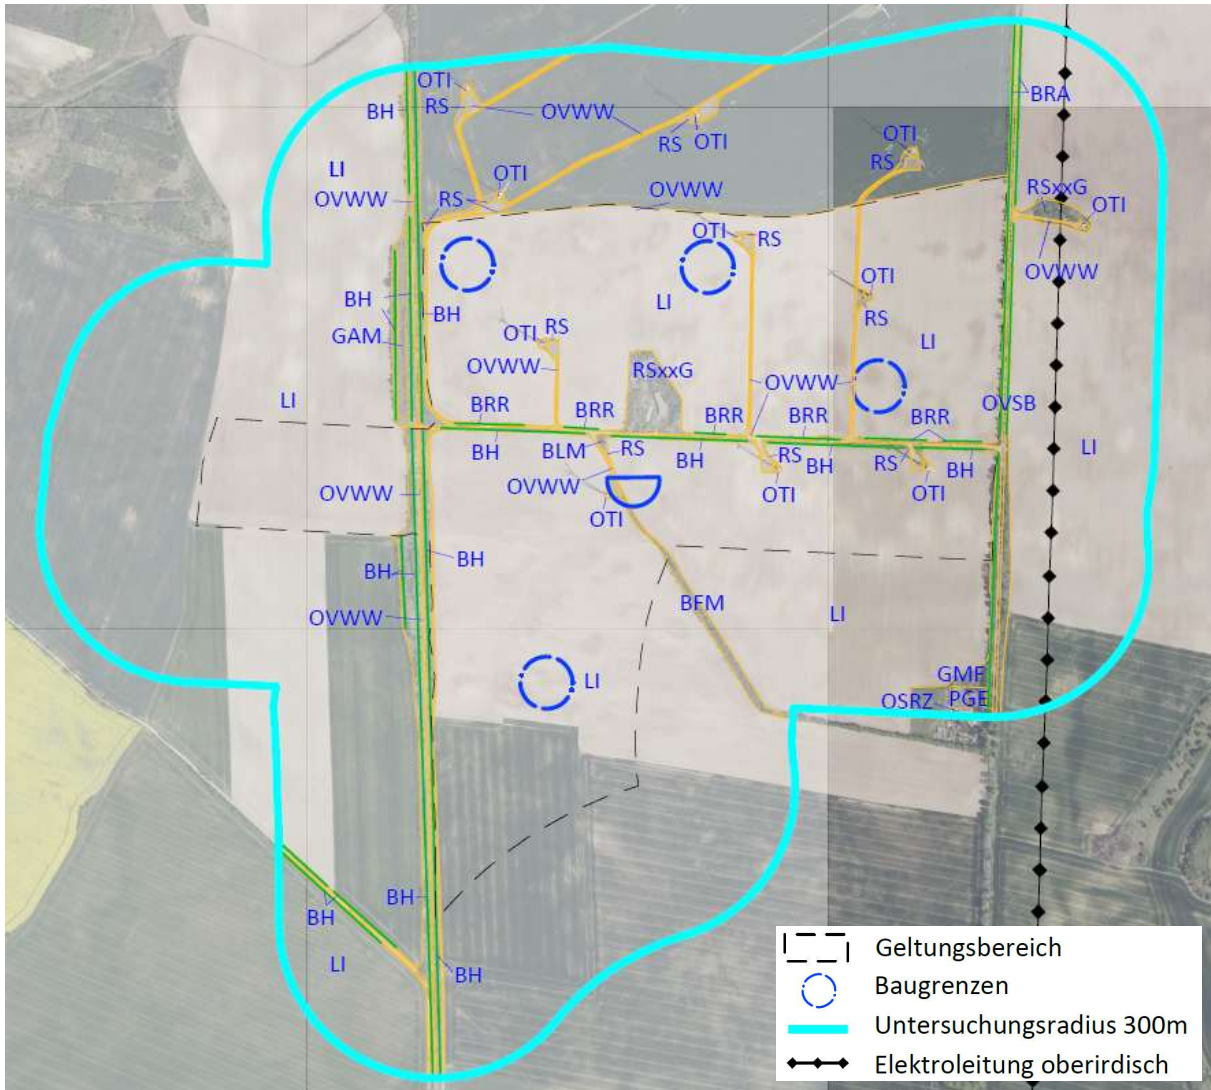 OTI
BRA
BH
RS
OVWW
OTI
RS
OTI
RS
LI
OTI
OVWW
RSxxG
OVWW
RS
OTI
OTI
RS
OVWW
OTI
BH
LI
RS
BH
OTI
RS
GAM
LI
OVWW
RSxxG
OVWW
LI
BRR
BRR
BRR
BRR
BRR
OVSB
BH
BLM
RS
BH
RS
BH
RS
BH
LI
OVWW
OVWW
OTI
OTI
OTI
BH
BH
BFM
OVWW
LI
LI
GMF
OSRZ
PGE
BH
BH
LI
BH
Geltungsbereich
Baugrenzen
Untersuchungsradius 300m
Elektroleitung oberirdisch